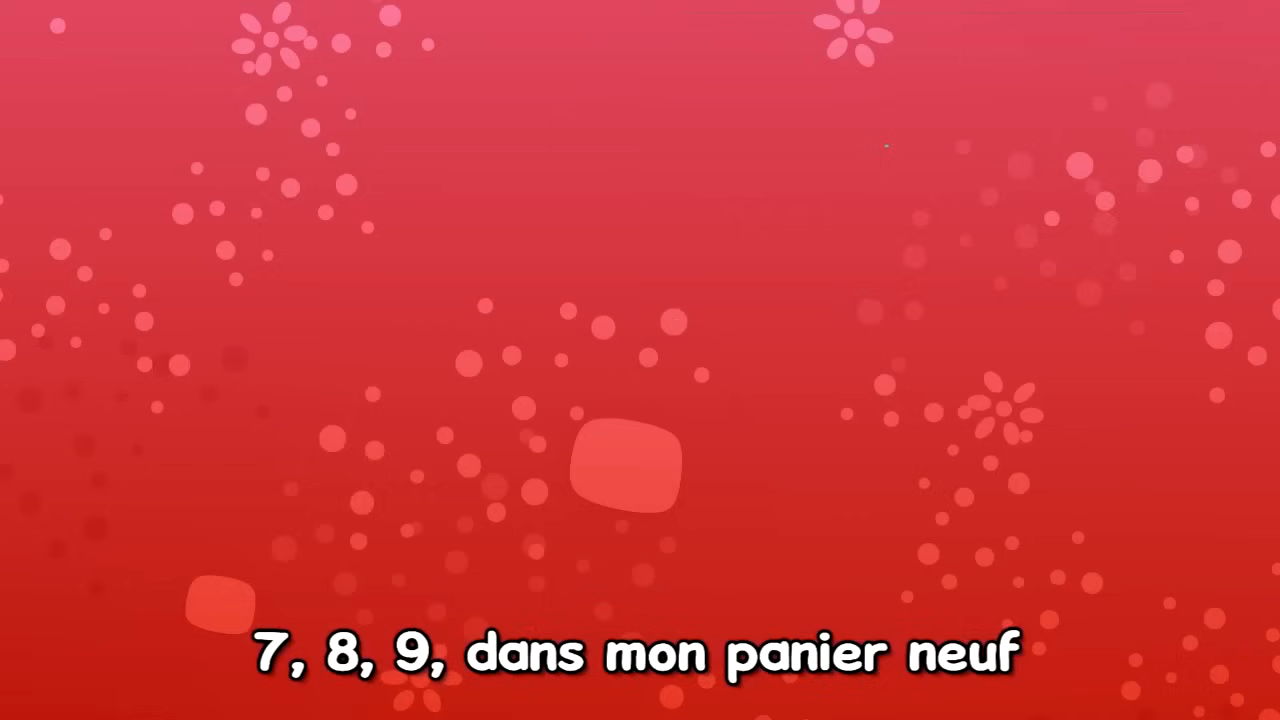 7, 8, 9, dans mon panier neuf